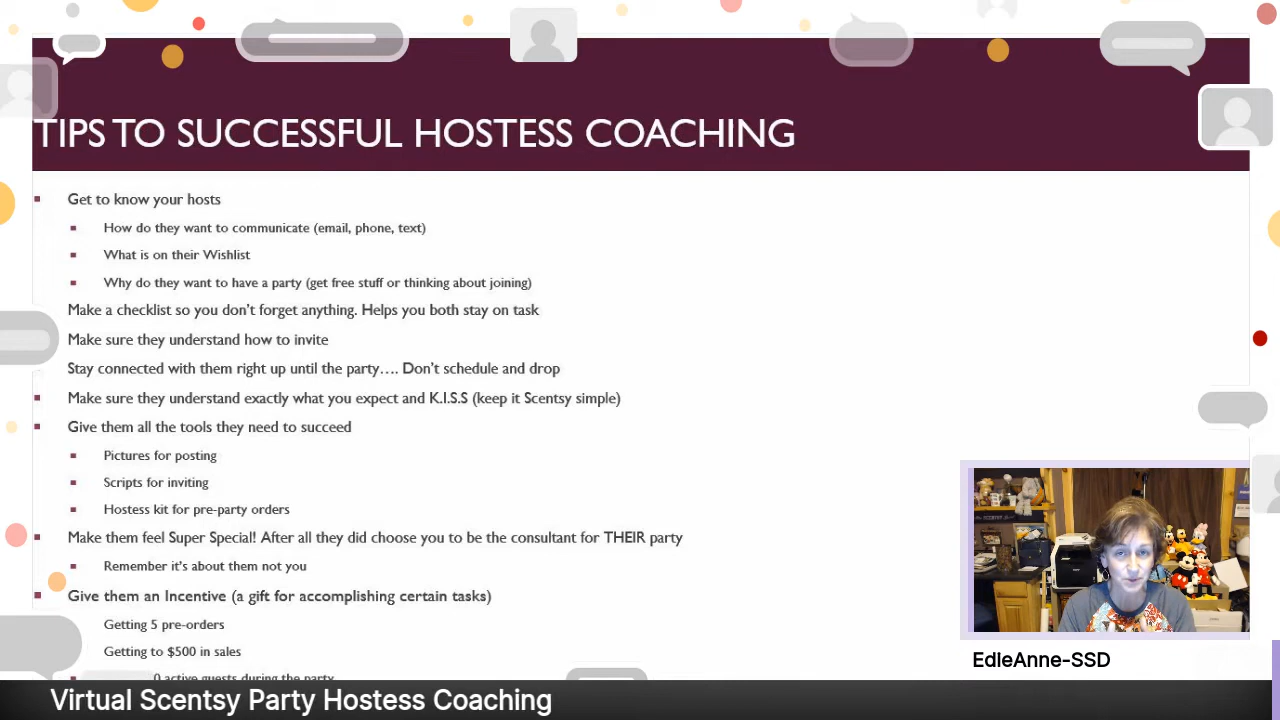 TIPS TO SUCCESSFUL HOSTESS COACHING
Get to know your hosts
How do they want to communicate (email, phone, text)
What is on their Wishlist
Why do they want to have a party (get free stuff or thinking about joining)
Make a checklist so you don't forget anything. Helps you both stay on task
Make sure they understand how to invite
Stay connected with them right up until the party.... Don't schedule and drop
Make sure they understand exactly what you expect and K.I.S.S (keep it Scentsy simple)
Give them all the tools they need to succeed
Pictures for posting
Scripts for inviting
Hostess kit for pre-party orders
Make them feel Super Special! After all they did choose you to be the consultant for THEIR party
Remember it's about them not you
Give them an Incentive (a gift for accomplishing certain tasks)
Getting 5 pre-orders
Getting to $500 in sales
active guests during the party
EdieAnne-SSD
Virtual Scentsy Party Hostess Coaching